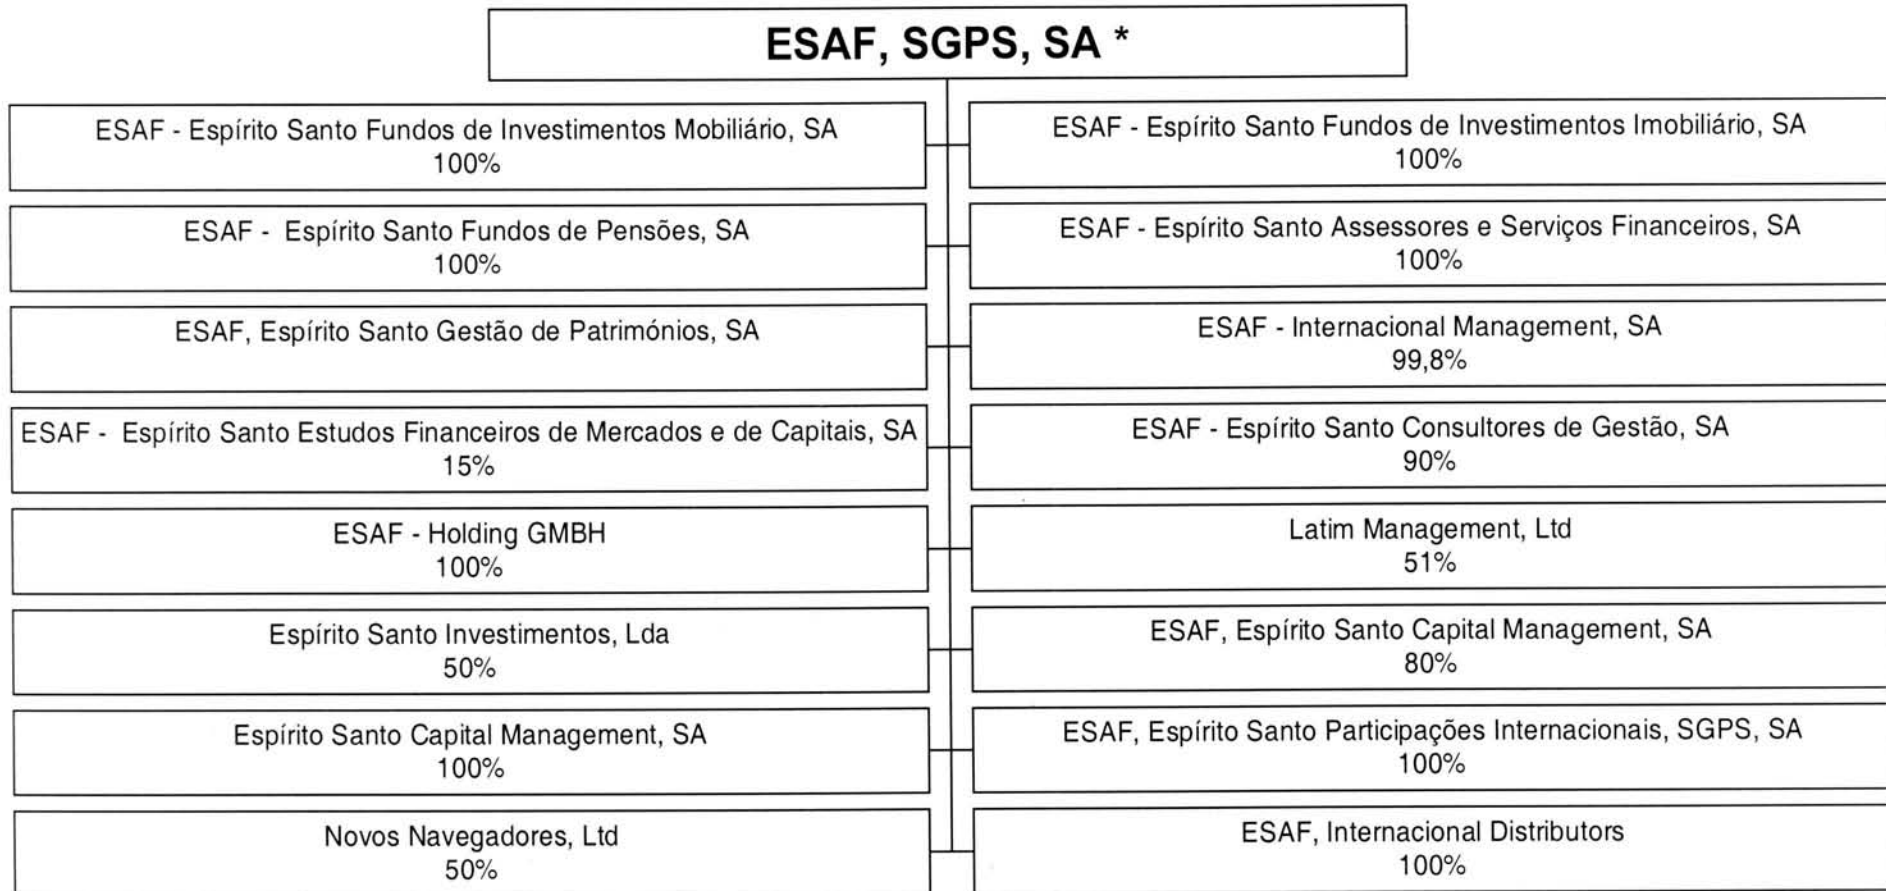 ESAF, SGPS, SA *
ESAF - Espírito Santo Fundos de Investimentos Mobiliário, SA
100%
ESAF - Espírito Santo Fundos de Investimentos Imobiliário, SA
100%
ESAF - Espírito Santo Fundos de Pensões, SA
100%
ESAF - Espírito Santo Assessores e Serviços Financeiros, SA
100%
ESAF, Espírito Santo Gestão de Patrimónios, SA
ESAF - Internacional Management, SA
99,8%
ESAF - Espírito Santo Estudos Financeiros de Mercados e de Capitais, SA
15%
ESAF - Espírito Santo Consultores de Gestão, SA
90%
ESAF - Holding GMBH
100%
Latim Management, Ltd
51%
Espírito Santo Investimentos, Lda
50%
ESAF, Espírito Santo Capital Management, SA
80%
Espírito Santo Capital Management, SA
100%
ESAF, Espírito Santo Participações Internacionais, SGPS, SA
100%
Novos Navegadores, Ltd
50%
ESAF, Internacional Distributors
100%